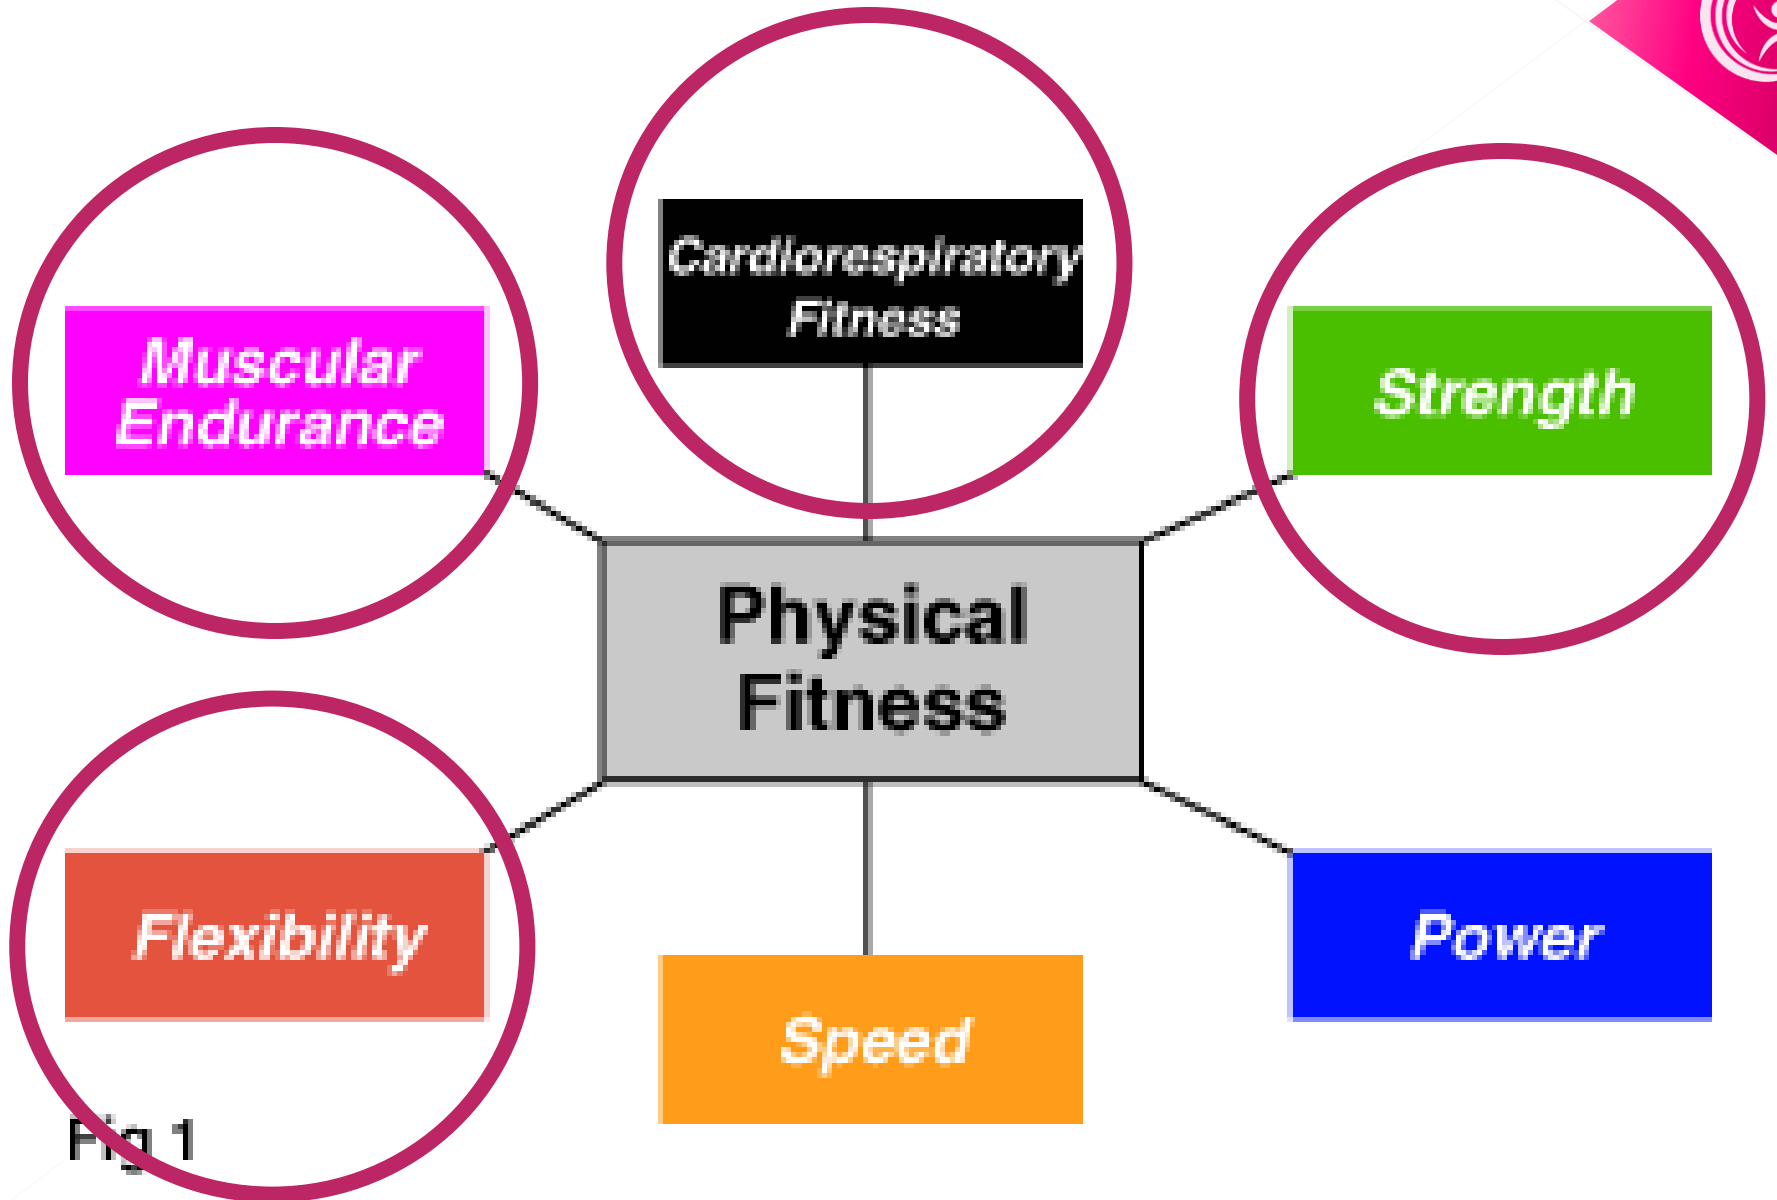 Cardiorespiratory
Fitness
Muscular
Endurance
Strength
Physical
Fitness
Flexibility
Power
Speed
Fig 1